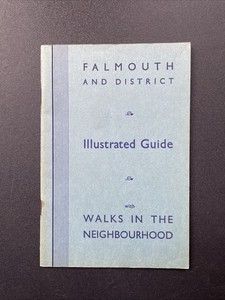 FALMOUTH
AND DISTRICT
Illustrated Guide
with
WALKS IN THE
NEIGHBOURHOOD